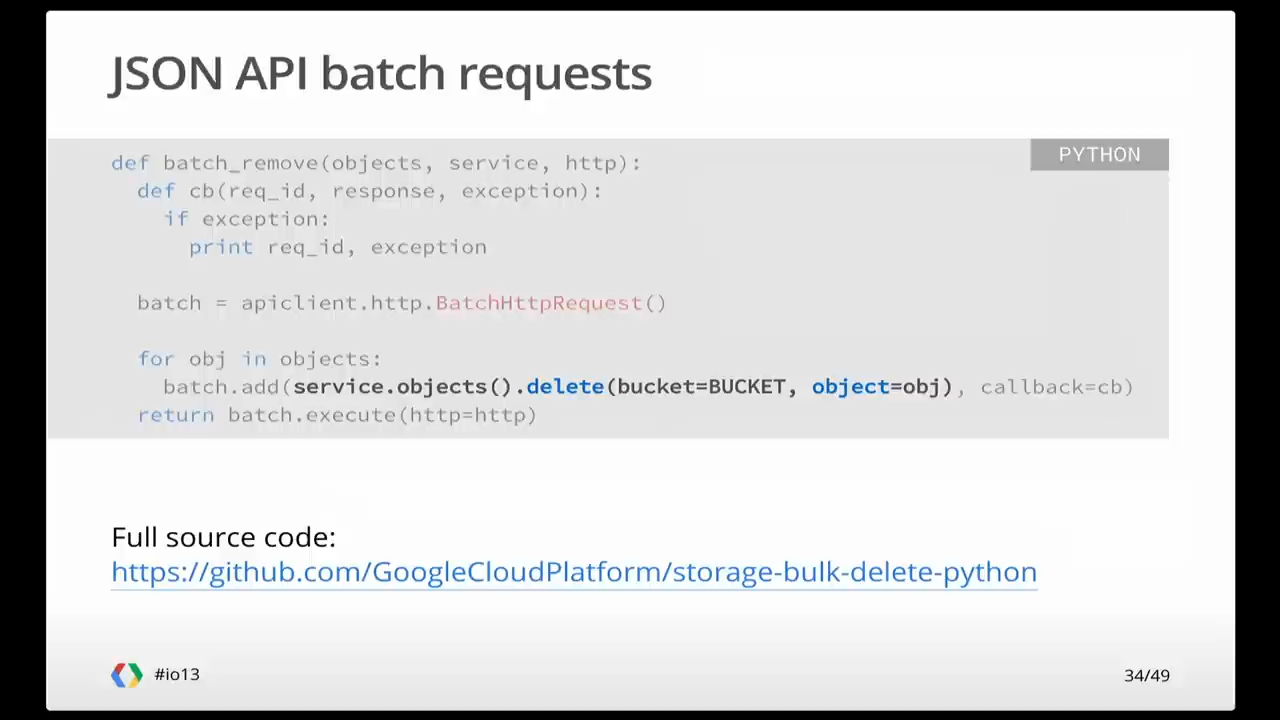 JSON API batch requests
PYTHON
def batch_remove(objects, service, http):
  def cb(req_id, response, exception):
    if exception:
      print req_id, exception
  batch = apiclient.http.BatchHttpRequest()
  for obj in objects:
    batch.add(service.objects().delete(bucket=BUCKET, object=obj), callback=cb)
  return batch.execute(http=http)
Full source code:
https://github.com/GoogleCloudPlatform/storage-bulk-delete-python
#io13
34/49